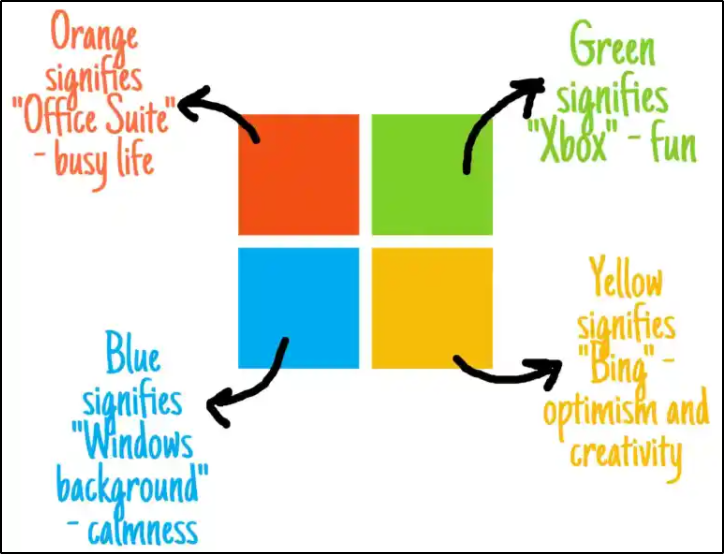 Orange
signifies
"Office Suite"
- busy life
Green
signifies
"Xbox" - fun
Blue
signifies
"Windows
background"
- calmness
Yellow
signifies
"Bing" -
optimism and
creativity